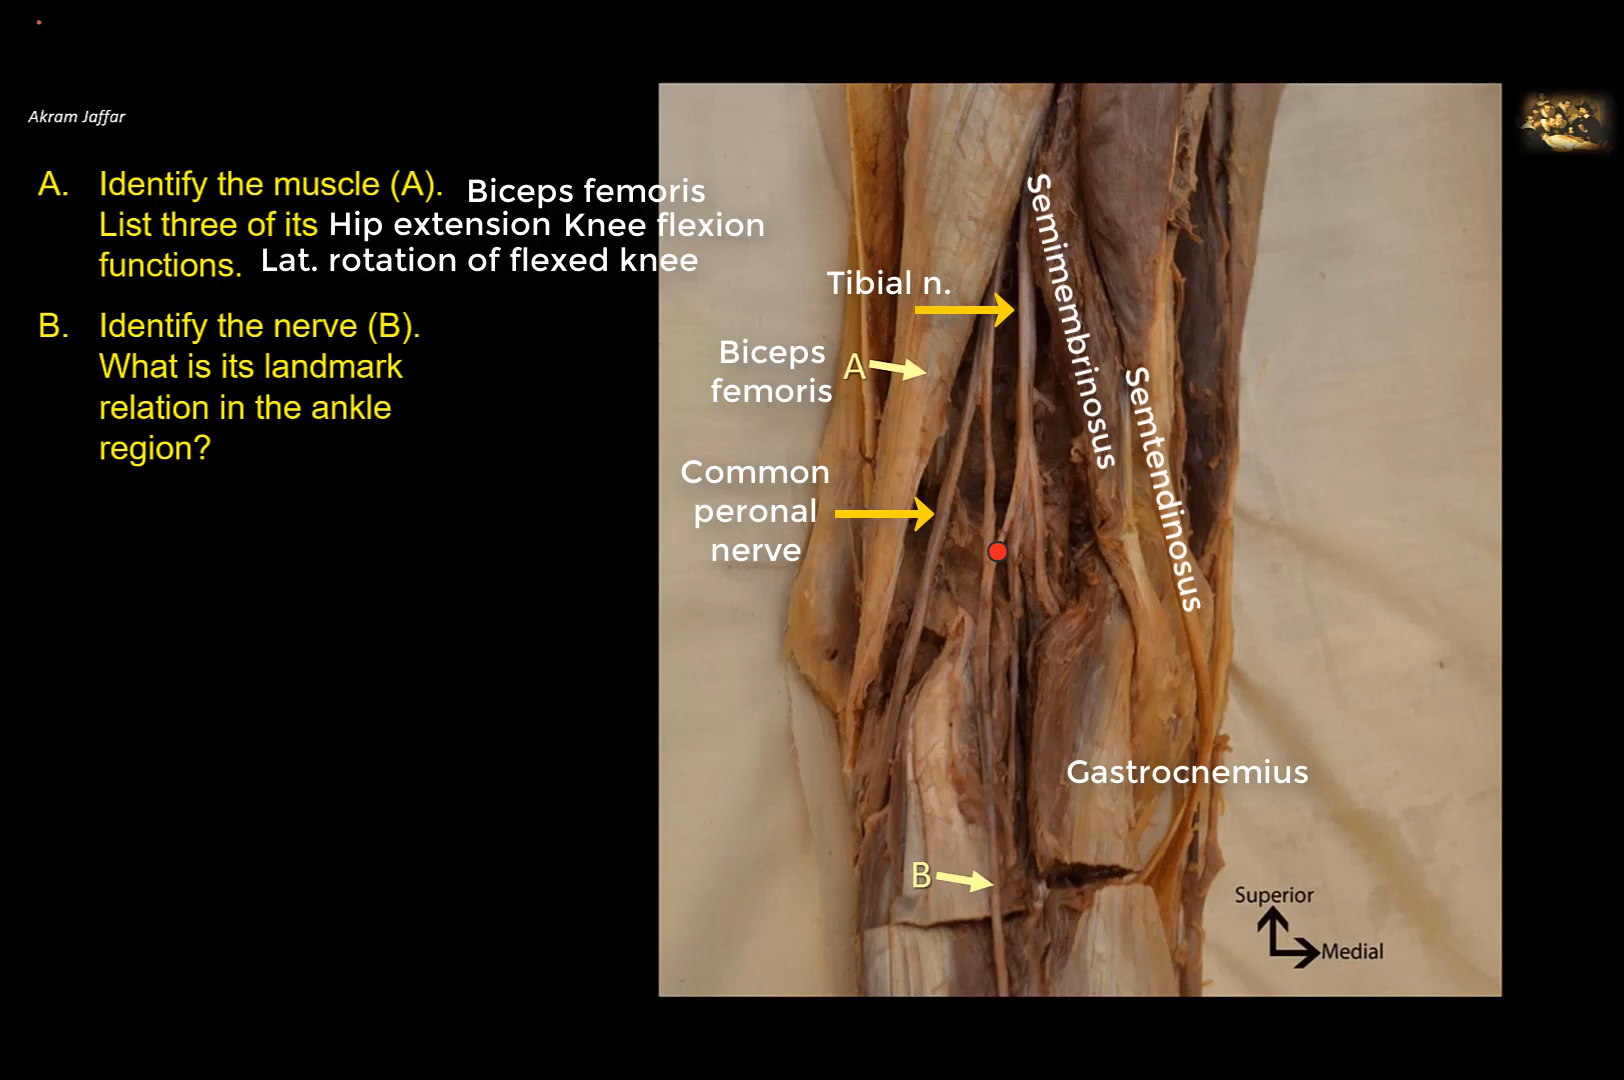 Akram Jaffar
A. Identify the muscle (A). Biceps femoris
List three of its Hip extension Knee flexion
functions. Lat. rotation of flexed knee
B. Identify the nerve (B).
What is its landmark
relation in the ankle
region?
Tibial n.
Biceps
femoris
A
Common
peronal
nerve
Semimembrinosus
Semtendinosus
Gastrocnemius
B
Superior
Medial